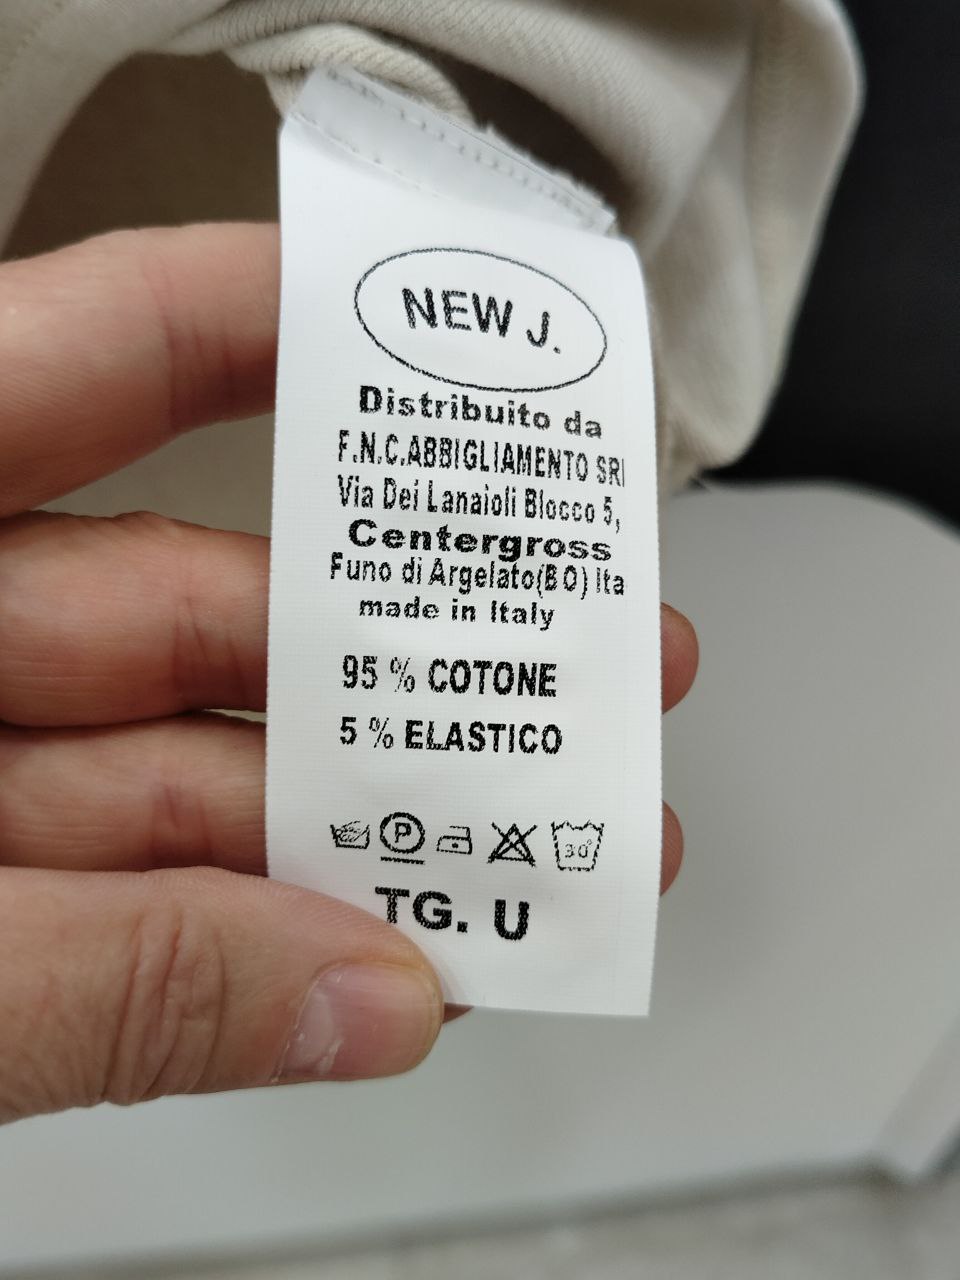 NEW J.
Distribuito da
F.N.C.ABBIGLIAMENTO SRl
Via Dei Lanaioli Blocco 5,
Centergross
Funo di Argelato(BO) Ita
made in Italy
95 % COTONE
5 % ELASTICO
P 30°
TG. U